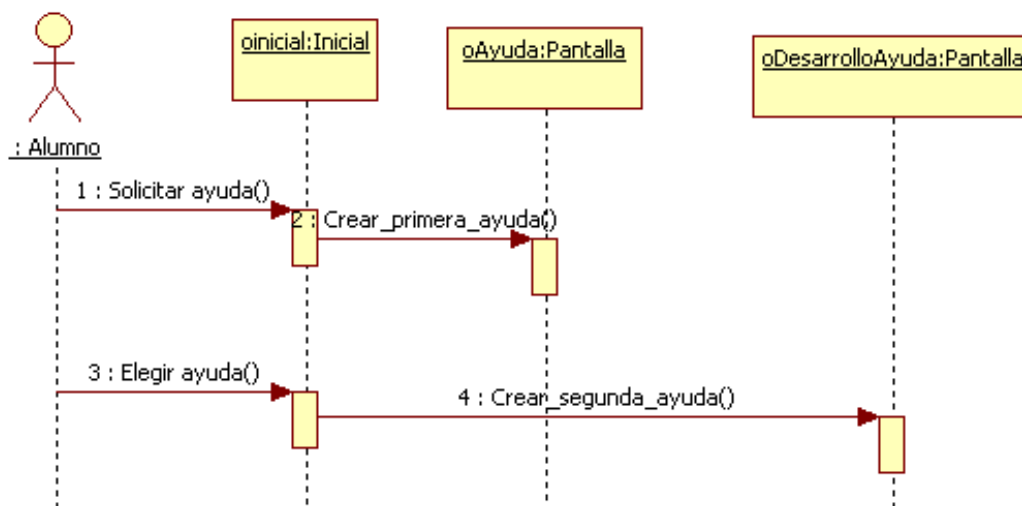 oinicial:Inicial
oAyuda:Pantalla
oDesarrolloAyuda:Pantalla
: Alumno
1 : Solicitar ayuda()
2 : Crear_primera_ayuda()
3 : Elegir ayuda()
4 : Crear_segunda_ayuda()